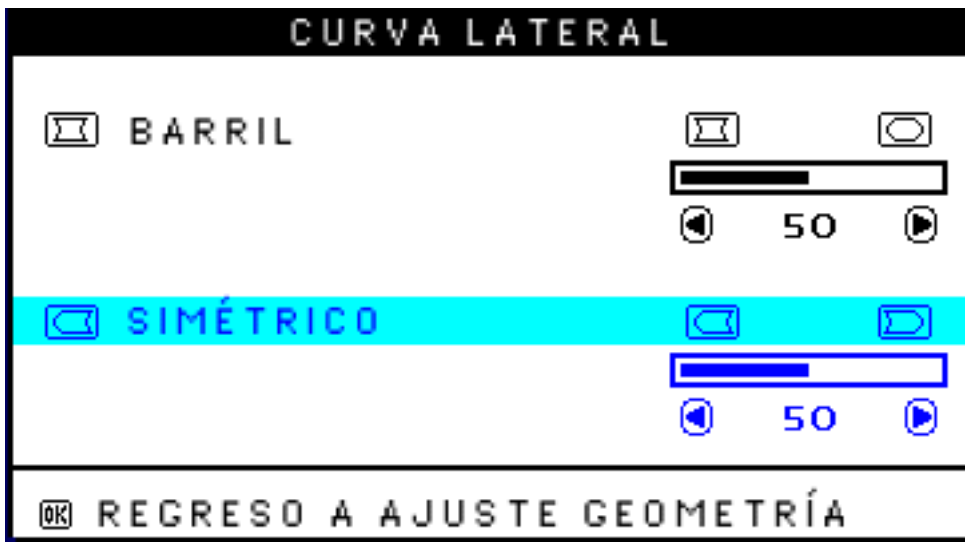 CURVA LATERAL
BARRIL
50
SIMÉTRICO
50
OK REGRESO A AJUSTE GEOMETRÍA